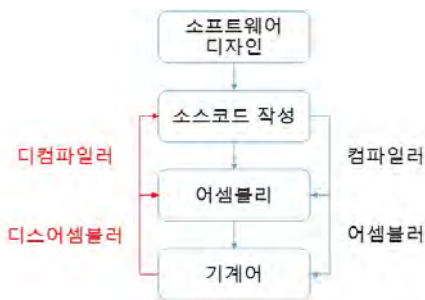 소프트웨어
디자인
소스코드 작성
디컴파일러
컴파일러
어셈블리
디스어셈블러
어셈블러
기계어